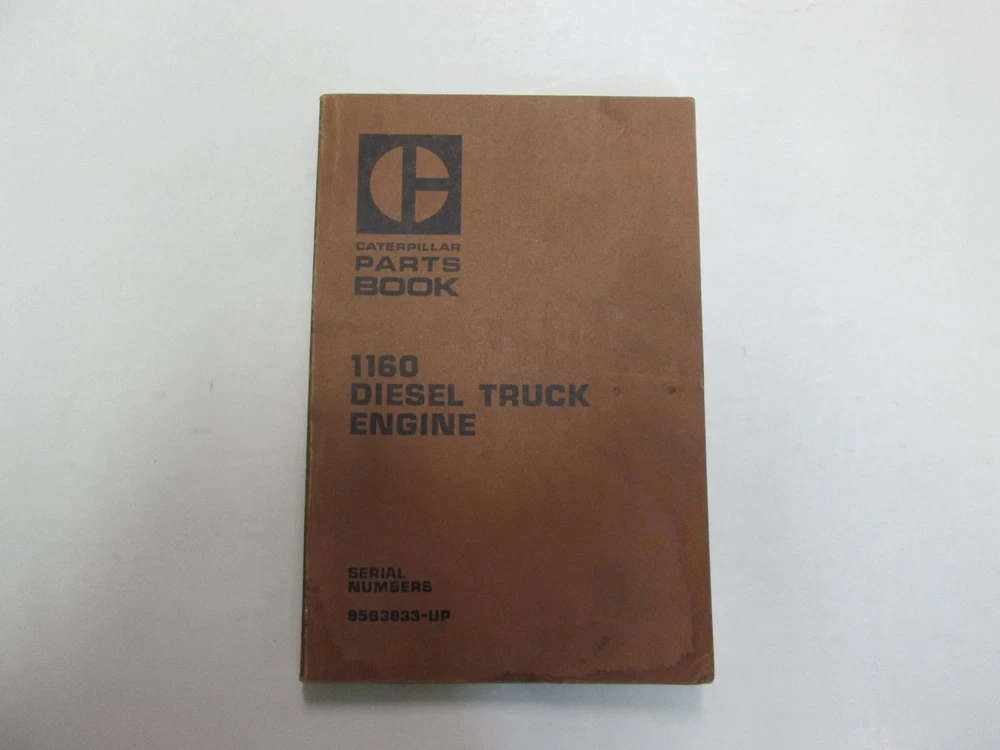 CATERPILLAR
PARTS
BOOK
1160
DIESEL TRUCK
ENGINE
SERIAL
NUMBERS
95B3833-UP